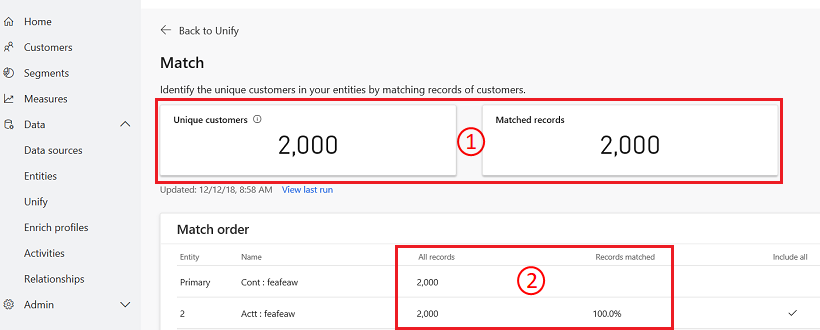 Home
Customers
Segments
Measures
Data
Data sources
Entities
Unify
Enrich profiles
Activities
Relationships
Admin
Back to Unify
Match
Identify the unique customers in your entities by matching records of customers.
Unique customers Matched records
2,000 1 2,000
Updated: 12/12/18, 8:58 AM View last run
Match order
Entity Name All records Records matched Include all
2
Primary Cont : feafeaw 2,000
2 Actt : feafeaw 2,000 100.0%